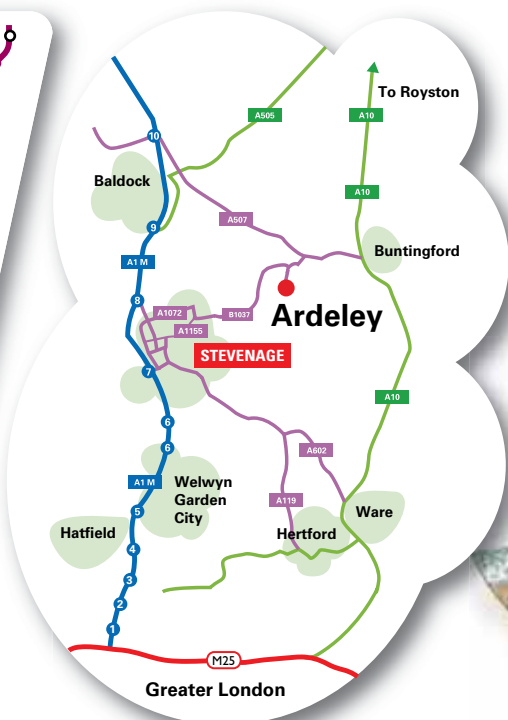 To Royston
A505
A10
10
Baldock
A10
A507
9
Buntingford
A1 M
8
Ardeley
A1072
B1037
A1155
STEVENAGE
7
A10
6
6
A602
A1 M
Welwyn
Garden
City
A119
5
Ware
Hatfield
Hertford
4
3
2
1
M25
Greater London